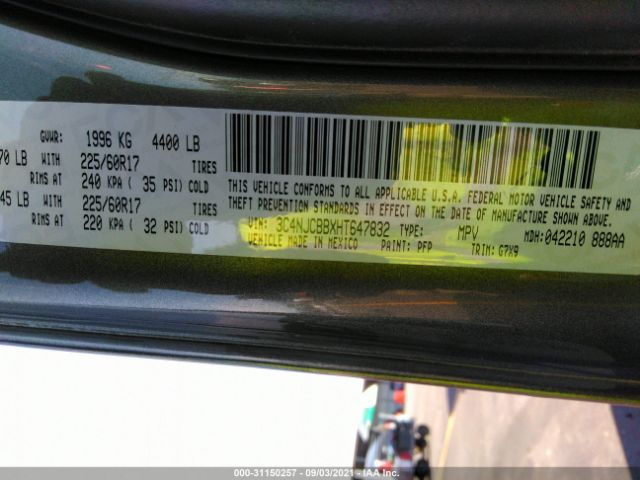 GVWR: 1996 KG 4400 LB
70 LB WITH 225/60R17 TIRES
RIMS AT 240 KPA ( 35 PSI) COLD
45 LB WITH 225/60R17 TIRES
RIMS AT 220 KPA ( 32 PSI) COLD
THIS VEHICLE CONFORMS TO ALL APPLICABLE U.S.A. FEDERAL MOTOR VEHICLE SAFETY AND
THEFT PREVENTION STANDARDS IN EFFECT ON THE DATE OF MANUFACTURE SHOWN ABOVE.
VIN: 3C4NJCBBXHT647832 TYPE: MPV MDH: 042210 888AA
VEHICLE MADE IN MEXICO PAINT: PFP TRIM: G7X9
000-31150257 - 09/03/2021 - IAA Inc.